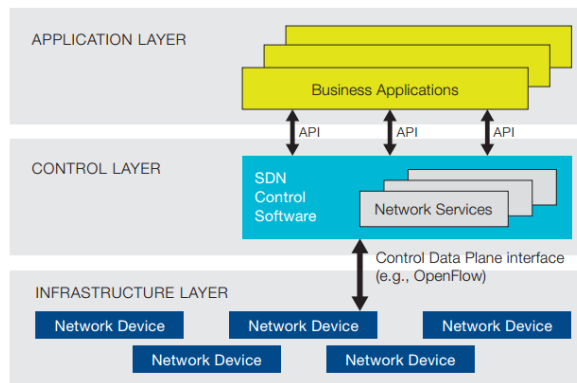 APPLICATION LAYER
Business Applications
API
API
API
CONTROL LAYER
SDN
Control
Software
Network Services
Control Data Plane interface
(e.g., OpenFlow)
INFRASTRUCTURE LAYER
Network Device
Network Device
Network Device
Network Device
Network Device